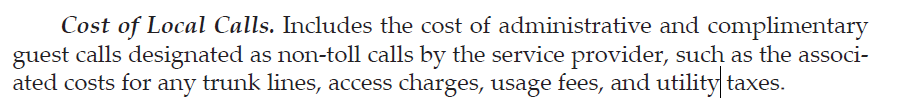 Cost of Local Calls. Includes the cost of administrative and complimentary
guest calls designated as non-toll calls by the service provider, such as the associ-
ated costs for any trunk lines, access charges, usage fees, and utility taxes.